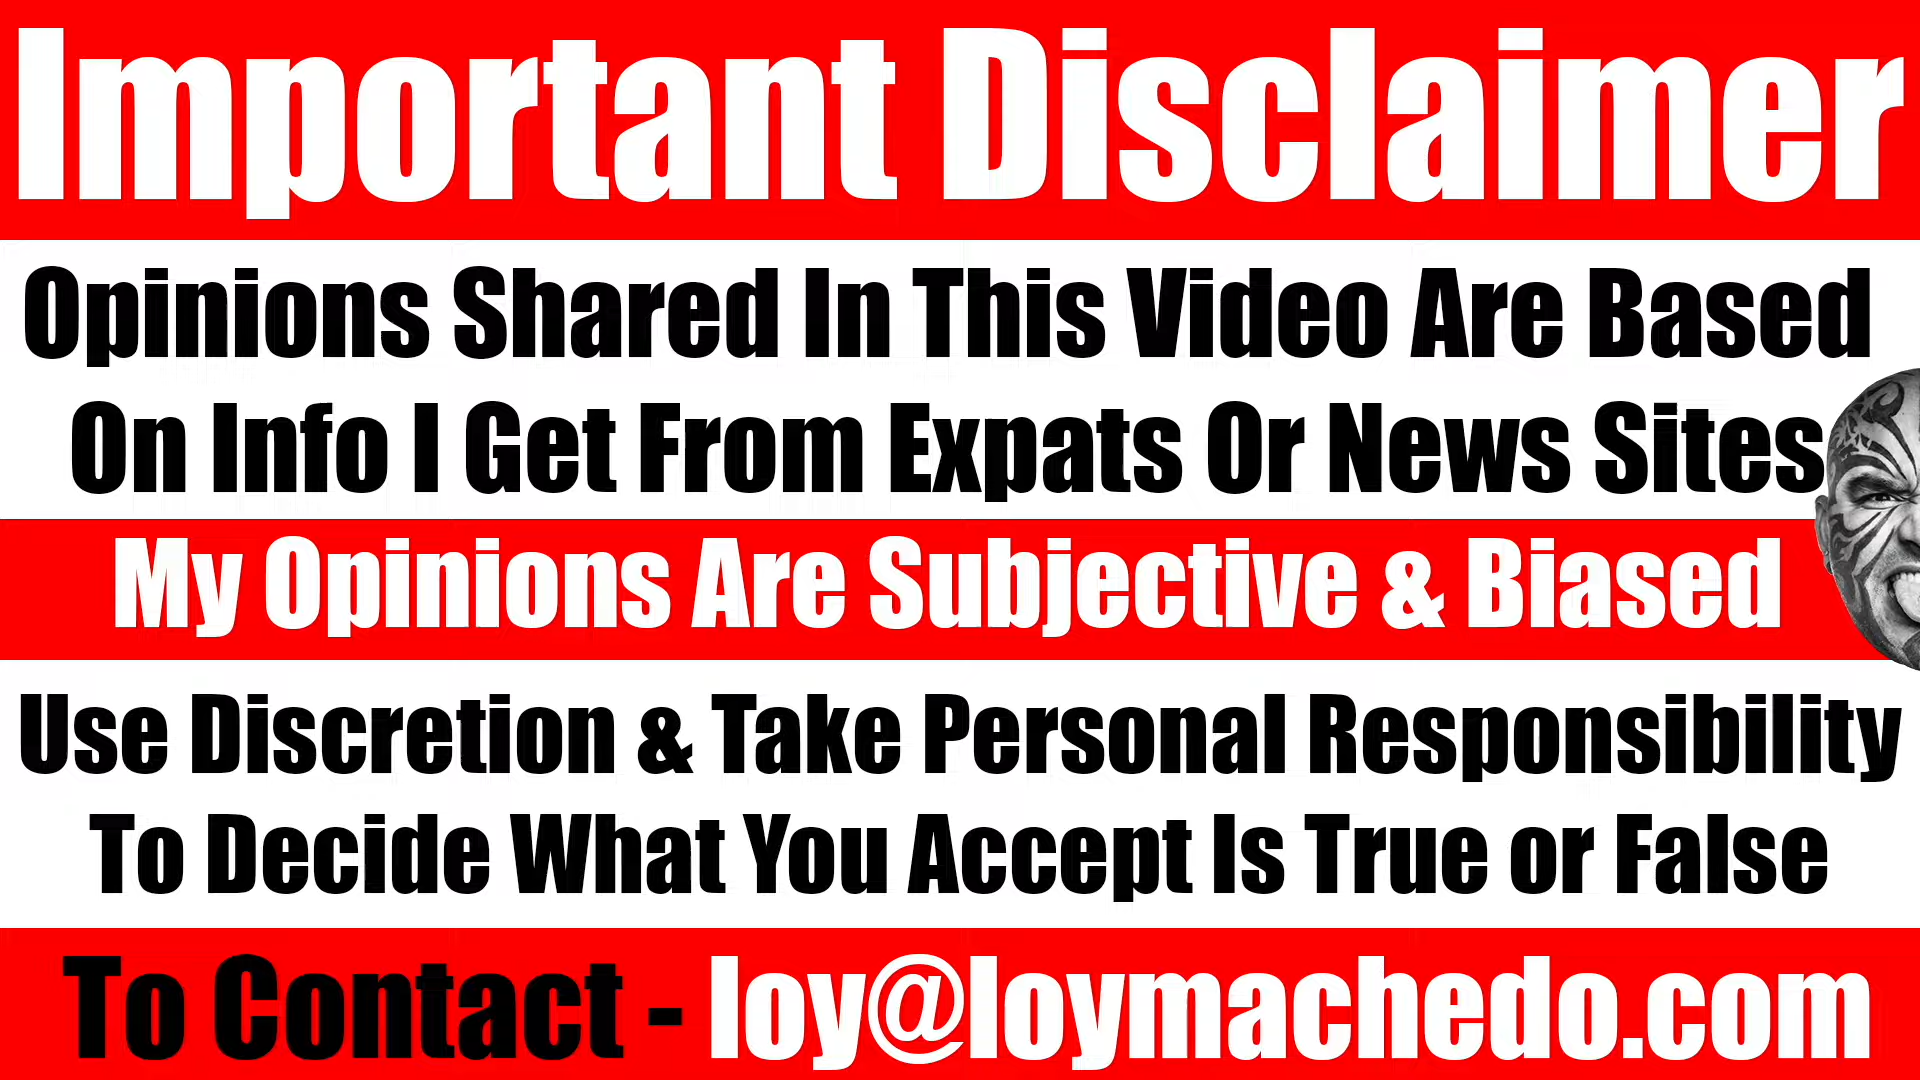 Important Disclaimer
Opinions Shared In This Video Are Based
On Info I Get From Expats Or News Sites
My Opinions Are Subjective & Biased
Use Discretion & Take Personal Responsibility
To Decide What You Accept Is True or False
To Contact - loy@loymachedo.com